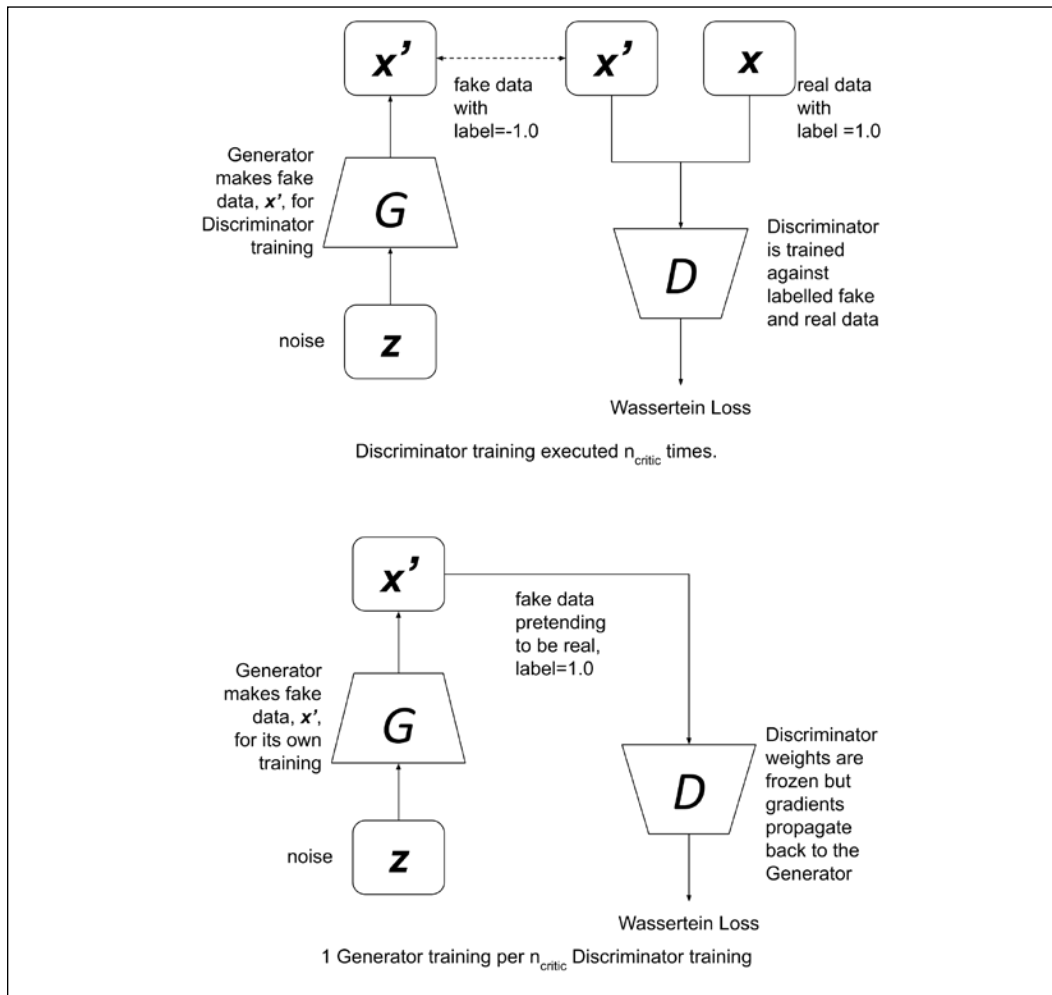 x’
x’
x
fake data
with
label=-1.0
real data
with
label =1.0
Generator
makes fake
data, x’, for
Discriminator
training
G
Discriminator
is trained
against
labelled fake
and real data
D
noise
z
Wassertein Loss
Discriminator training executed ncritic times.
x’
fake data
pretending
to be real,
label=1.0
Generator
makes fake
data, x’,
for its own
training
G
Discriminator
weights are
frozen but
gradients
propagate
back to the
Generator
D
noise
z
Wassertein Loss
1 Generator training per ncritic Discriminator training